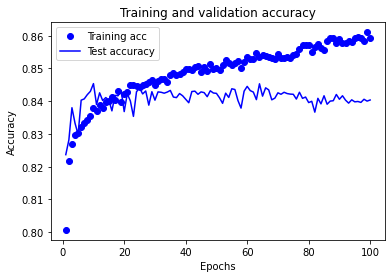 Training and validation accuracy
Training acc
Test accuracy
Accuracy
0.86
0.85
0.84
0.83
0.82
0.81
0.80
0 20 40 60 80 100
Epochs